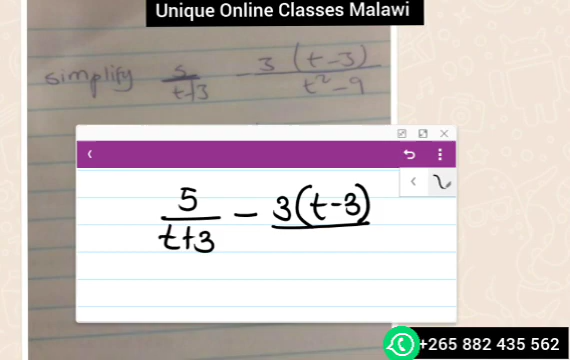 Unique Online Classes Malawi
simplify 5/t+3 - 3(t-3)/t²-9
5/t+3 - 3(t-3)
+265 882 435 562